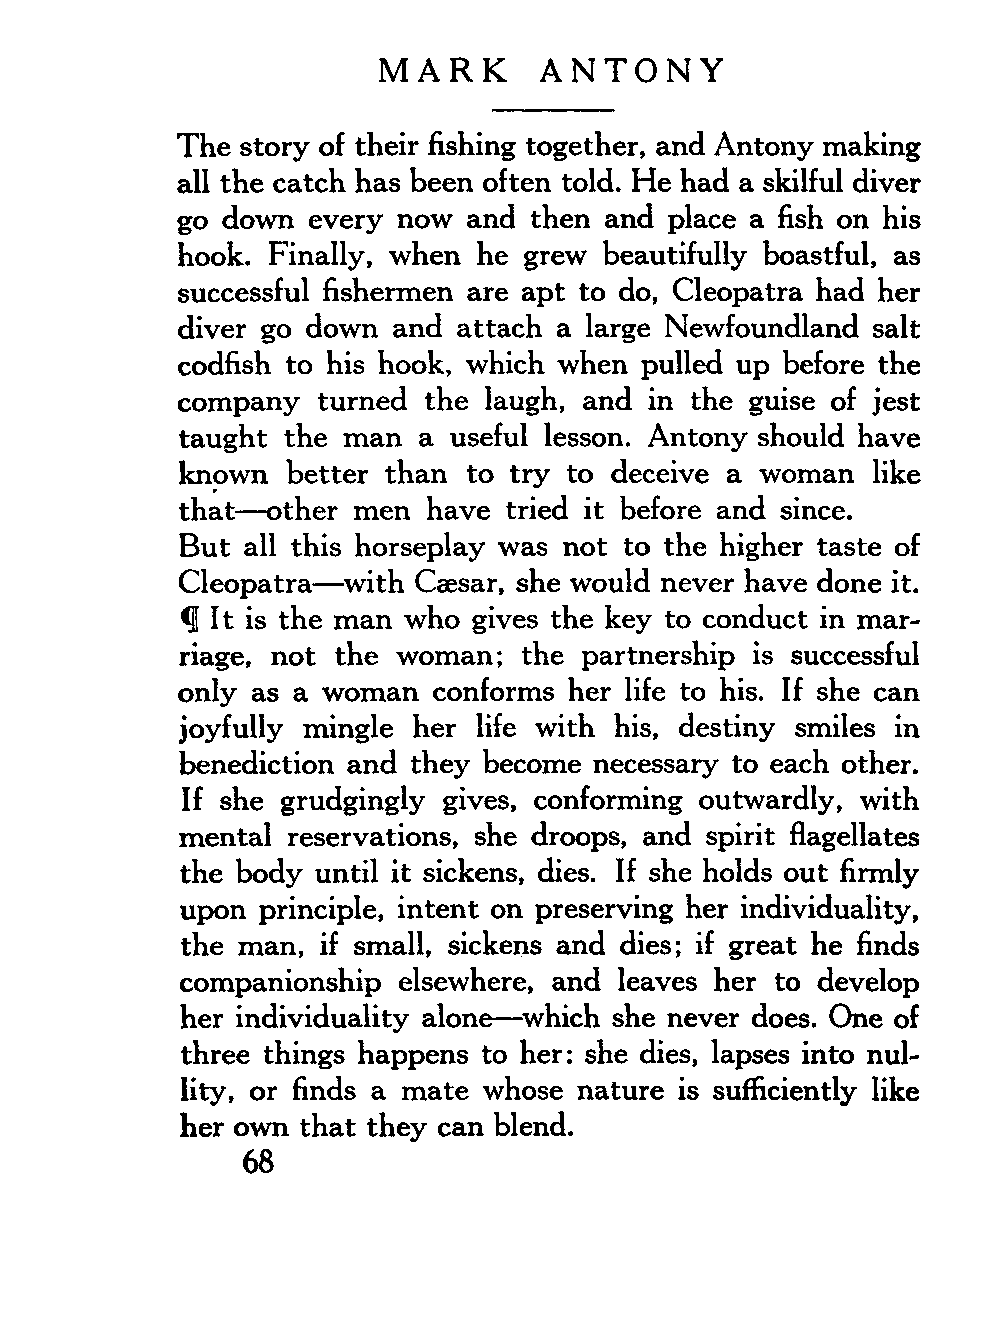 MARK ANTONY
The story of their fishing together, and Antony making
all the catch has been often told. He had a skilful diver
go down every now and then and place a fish on his
hook. Finally, when he grew beautifully boastful, as
successful fishermen are apt to do, Cleopatra had her
diver go down and attach a large Newfoundland salt
codfish to his hook, which when pulled up before the
company turned the laugh, and in the guise of jest
taught the man a useful lesson. Antony should have
known better than to try to deceive a woman like
that—other men have tried it before and since.
But all this horseplay was not to the higher taste of
Cleopatra—with Cæsar, she would never have done it.
¶ It is the man who gives the key to conduct in mar-
riage, not the woman; the partnership is successful
only as a woman conforms her life to his. If she can
joyfully mingle her life with his, destiny smiles in
benediction and they become necessary to each other.
If she grudgingly gives, conforming outwardly, with
mental reservations, she droops, and spirit flagellates
the body until it sickens, dies. If she holds out firmly
upon principle, intent on preserving her individuality,
the man, if small, sickens and dies; if great he finds
companionship elsewhere, and leaves her to develop
her individuality alone—which she never does. One of
three things happens to her: she dies, lapses into nul-
lity, or finds a mate whose nature is sufficiently like
her own that they can blend.
68